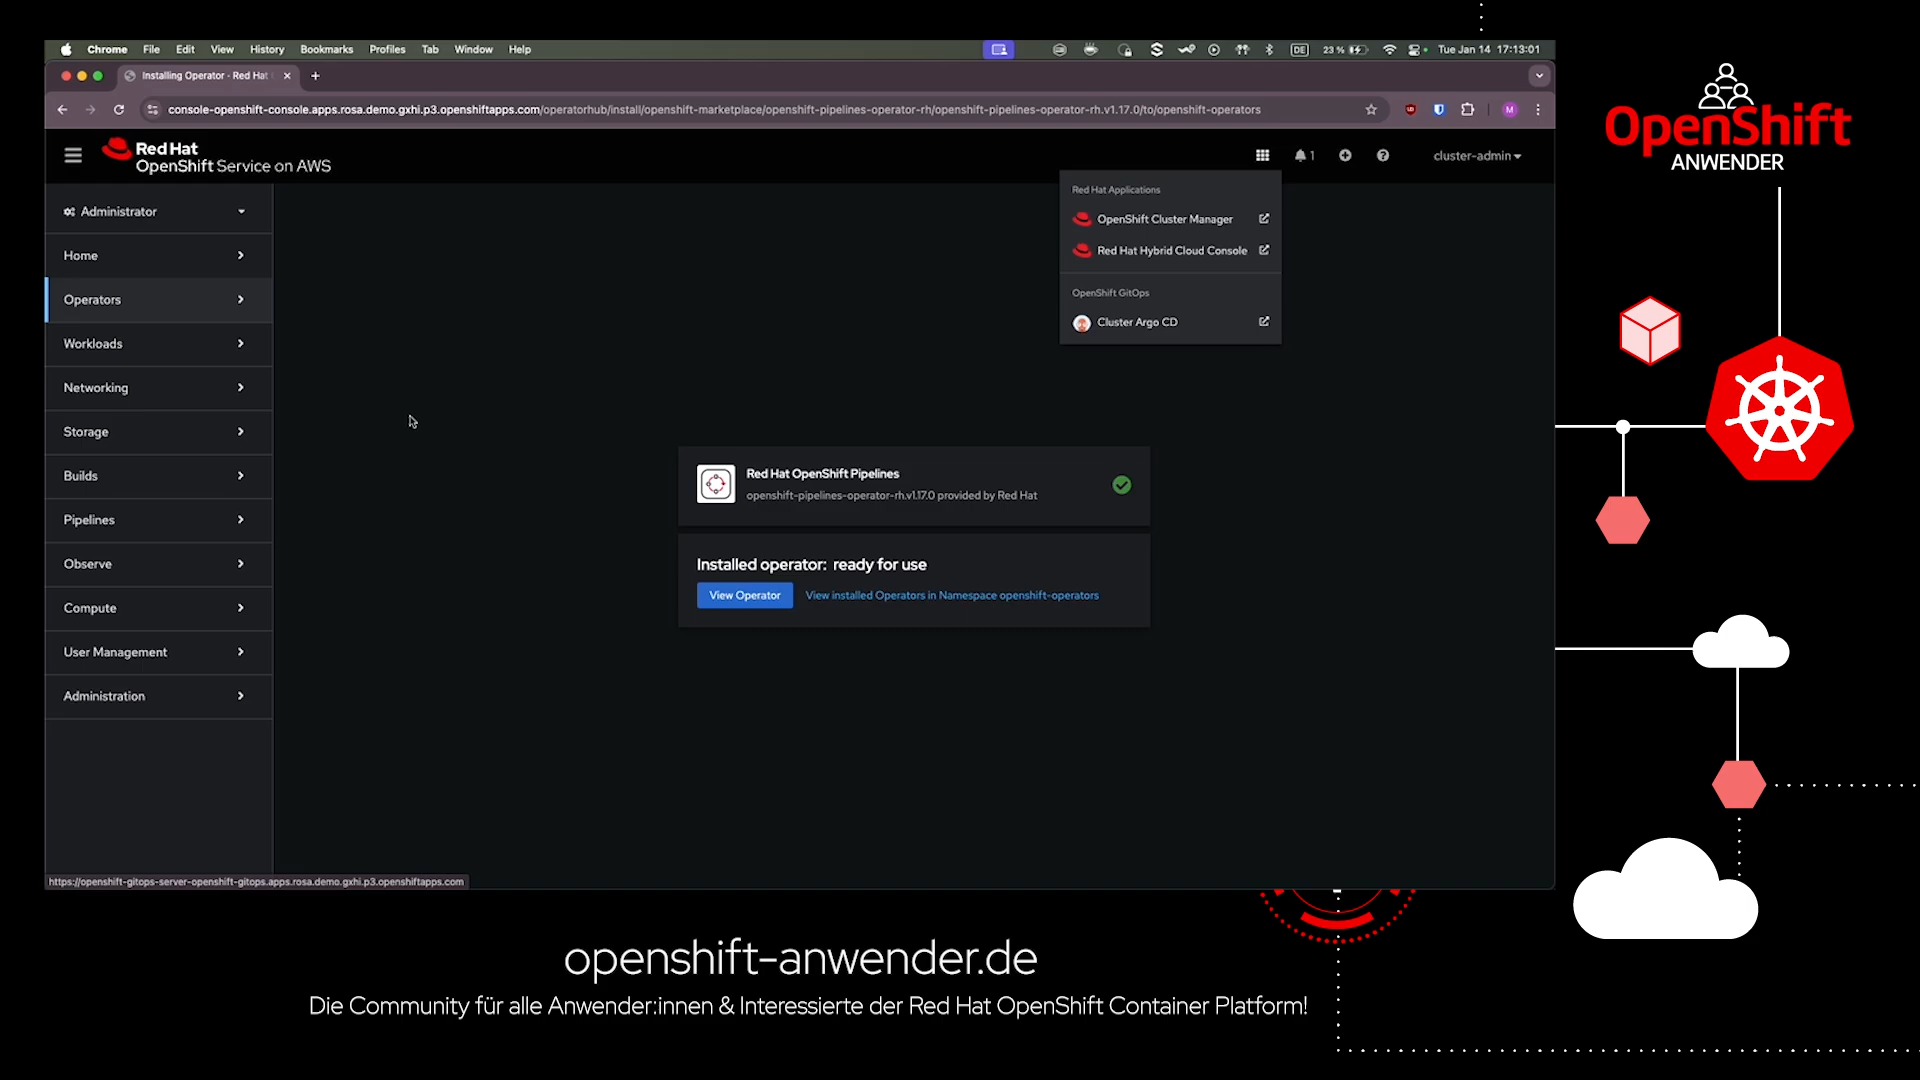 Chrome File Edit View History Bookmarks Profiles Tab Window Help
DE 23 % Tue Jan 14 17:13:01
Installing Operator - Red Hat
console-openshift-console.apps.rosa.demo.gxhi.p3.openshiftapps.com/operatorhub/install/openshift-marketplace/openshift-pipelines-operator-rh/openshift-pipelines-operator-rh.v1.17.0/to/openshift-operators
M
Red Hat
OpenShift Service on AWS
1
cluster-admin
Administrator
Home
Operators
Workloads
Networking
Storage
Builds
Pipelines
Observe
Compute
User Management
Administration
Red Hat Applications
OpenShift Cluster Manager
Red Hat Hybrid Cloud Console
OpenShift GitOps
Cluster Argo CD
Red Hat OpenShift Pipelines
openshift-pipelines-operator-rh.v1.17.0 provided by Red Hat
Installed operator: ready for use
View Operator View installed Operators in Namespace openshift-operators
https://openshift-gitops-server-openshift-gitops.apps.rosa.demo.gxhi.p3.openshiftapps.com
OpenShift
ANWENDER
openshift-anwender.de
Die Community für alle Anwender:innen & Interessierte der Red Hat OpenShift Container Platform!